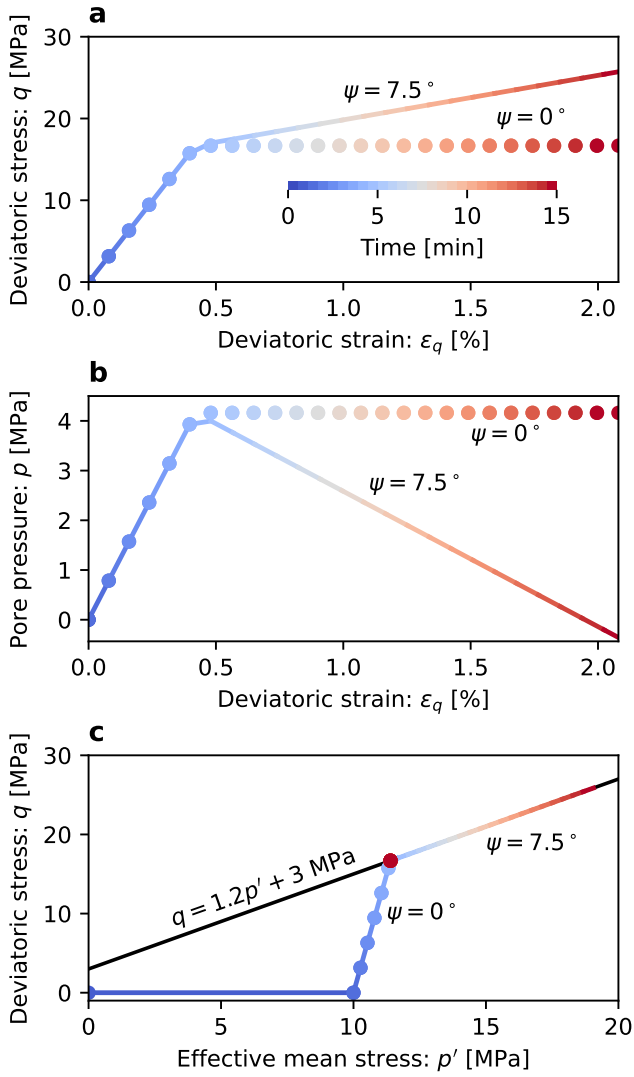 a
Deviatoric stress: q [MPa]
30
20
10
0
ψ = 7.5°
ψ = 0°
0 5 10 15
Time [min]
0.0 0.5 1.0 1.5 2.0
Deviatoric strain: ε_q [%]
b
Pore pressure: p [MPa]
4
3
2
1
0
ψ = 0°
ψ = 7.5°
0.0 0.5 1.0 1.5 2.0
Deviatoric strain: ε_q [%]
c
Deviatoric stress: q [MPa]
30
20
10
0
q = 1.2p′ + 3 MPa
ψ = 7.5°
ψ = 0°
0 5 10 15 20
Effective mean stress: p′ [MPa]